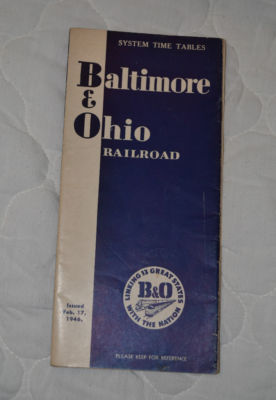 SYSTEM TIME TABLES
Baltimore
&
Ohio
RAILROAD
LINKING 13 GREAT STATES
B&O
WITH THE NATION
Issued
Feb. 17,
1946.
PLEASE KEEP FOR REFERENCE